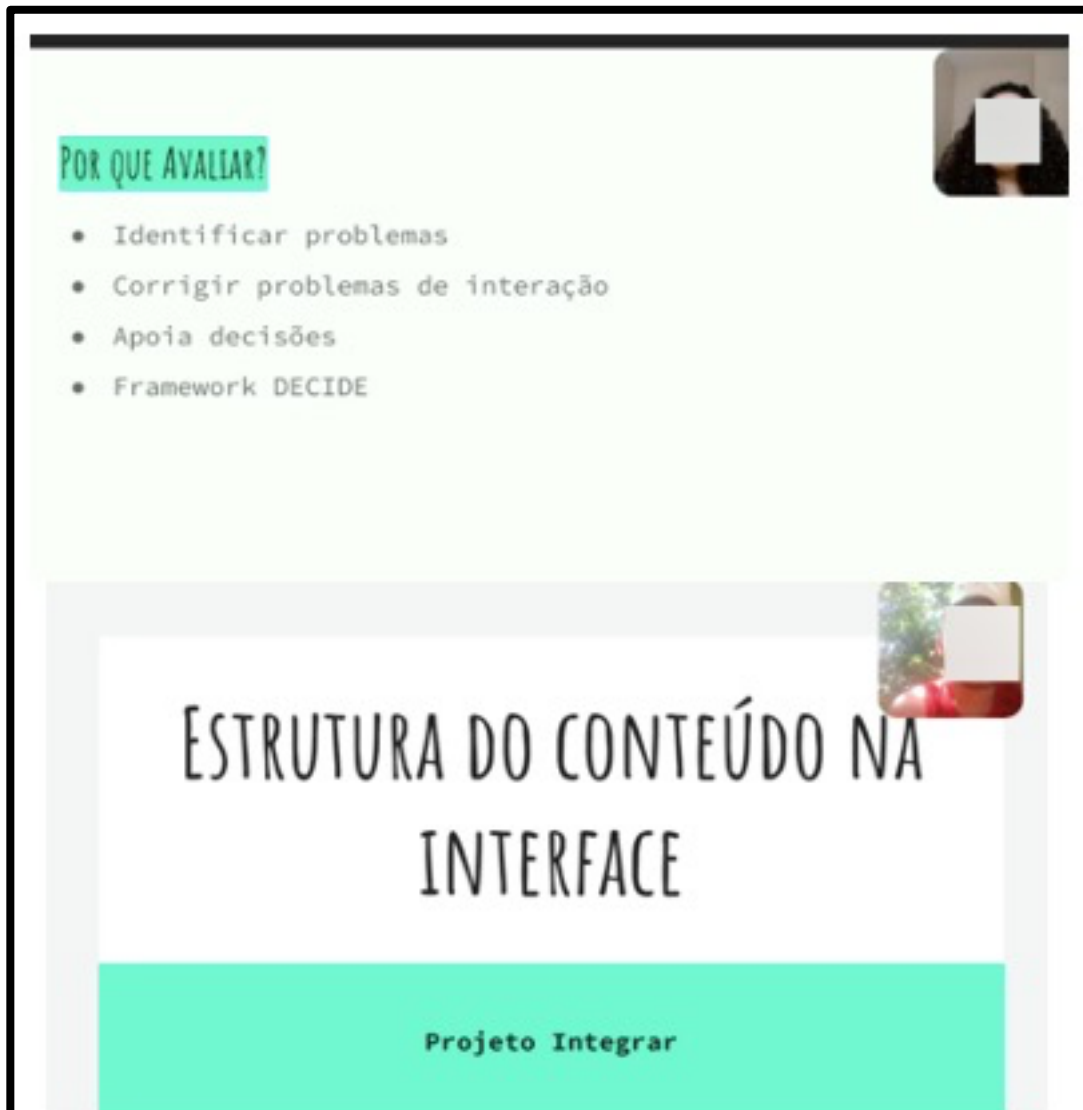 Por que Avaliar?
● Identificar problemas
● Corrigir problemas de interação
● Apoia decisões
● Framework DECIDE
Estrutura do conteúdo na
interface
Projeto Integrar